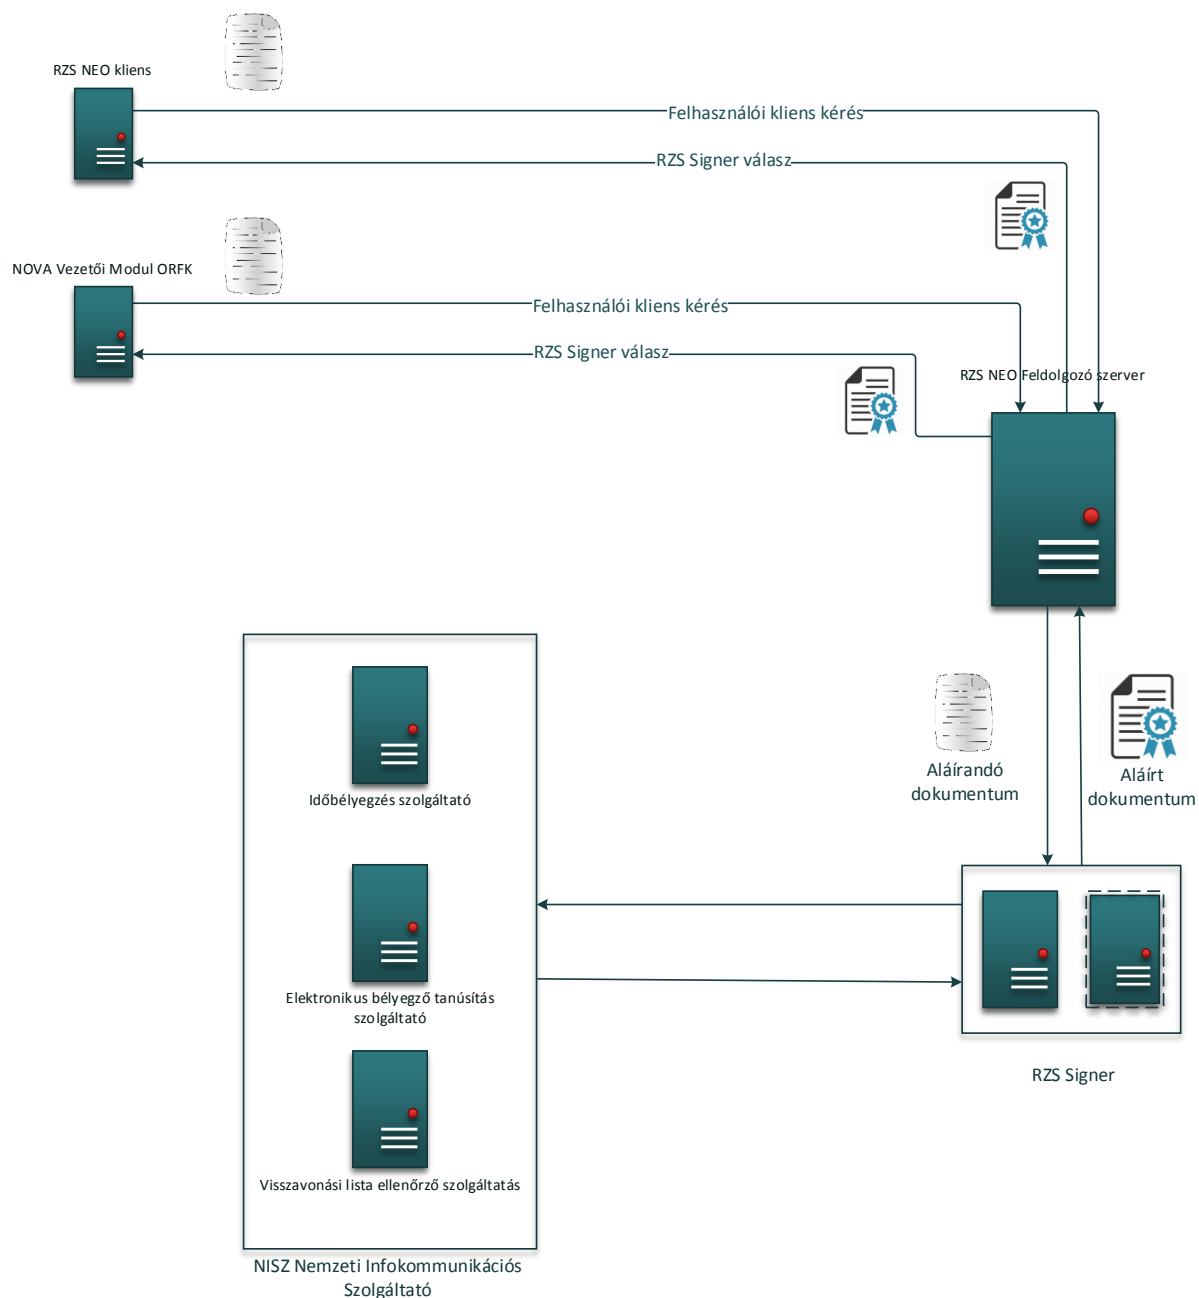 RZS NEO kliens
Felhasználói kliens kérés
RZS Signer válasz
NOVA Vezetői Modul ORFK
Felhasználói kliens kérés
RZS Signer válasz
RZS NEO Feldolgozó szerver
Aláírandó
dokumentum
Aláírt
dokumentum
Időbélyegzés szolgáltató
Elektronikus bélyegző tanúsítás
szolgáltató
RZS Signer
Visszavonási lista ellenőrző szolgáltatás
NISZ Nemzeti Infokommunikációs
Szolgáltató